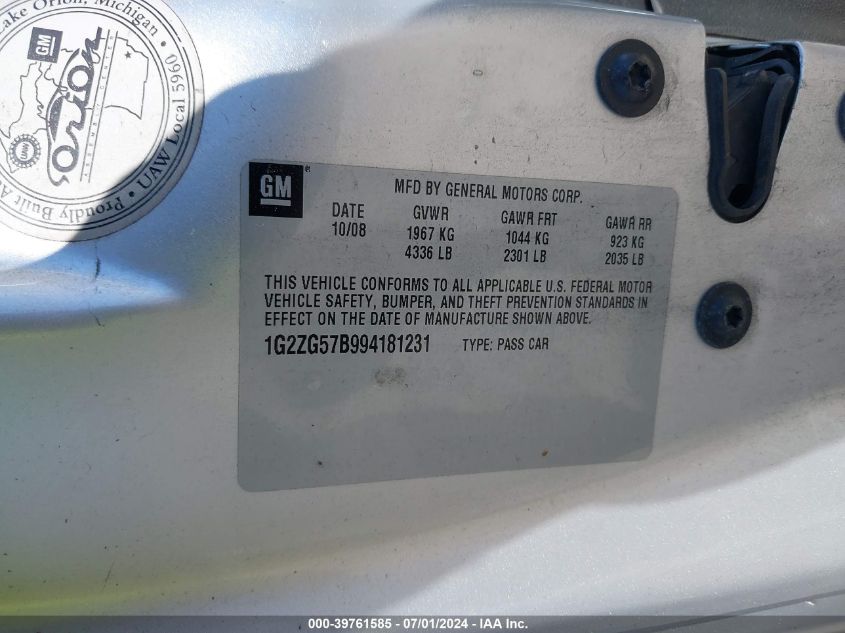 Lake Orion, Michigan
GM
Orion
UAW Local 5960
Proudly Built
GM
MFD BY GENERAL MOTORS CORP.
DATE GVWR GAWR FRT GAWR RR
10/08 1967 KG 1044 KG 923 KG
4336 LB 2301 LB 2035 LB
THIS VEHICLE CONFORMS TO ALL APPLICABLE U.S. FEDERAL MOTOR
VEHICLE SAFETY, BUMPER, AND THEFT PREVENTION STANDARDS IN
EFFECT ON THE DATE OF MANUFACTURE SHOWN ABOVE.
1G2ZG57B994181231 TYPE: PASS CAR
000-39761585 - 07/01/2024 - IAA Inc.